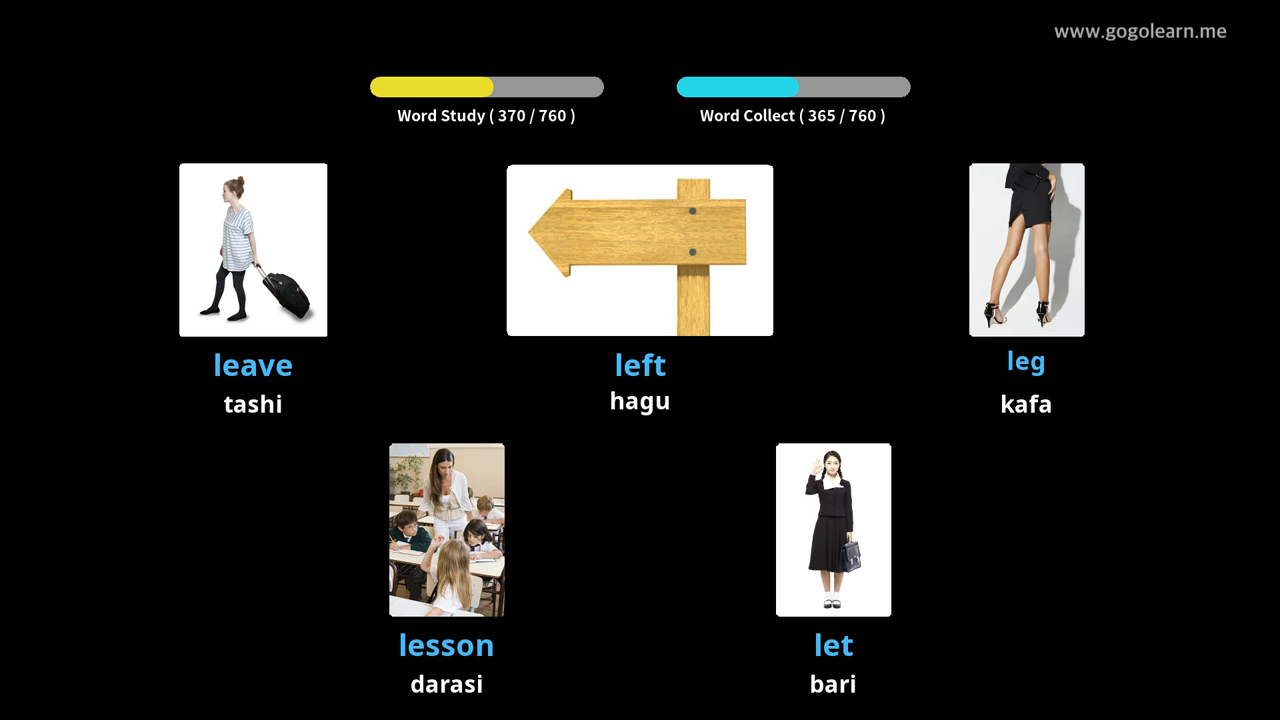 www.gogolearn.me
Word Study ( 370 / 760 )
Word Collect ( 365 / 760 )
leave
tashi
left
hagu
leg
kafa
lesson
darasi
let
bari